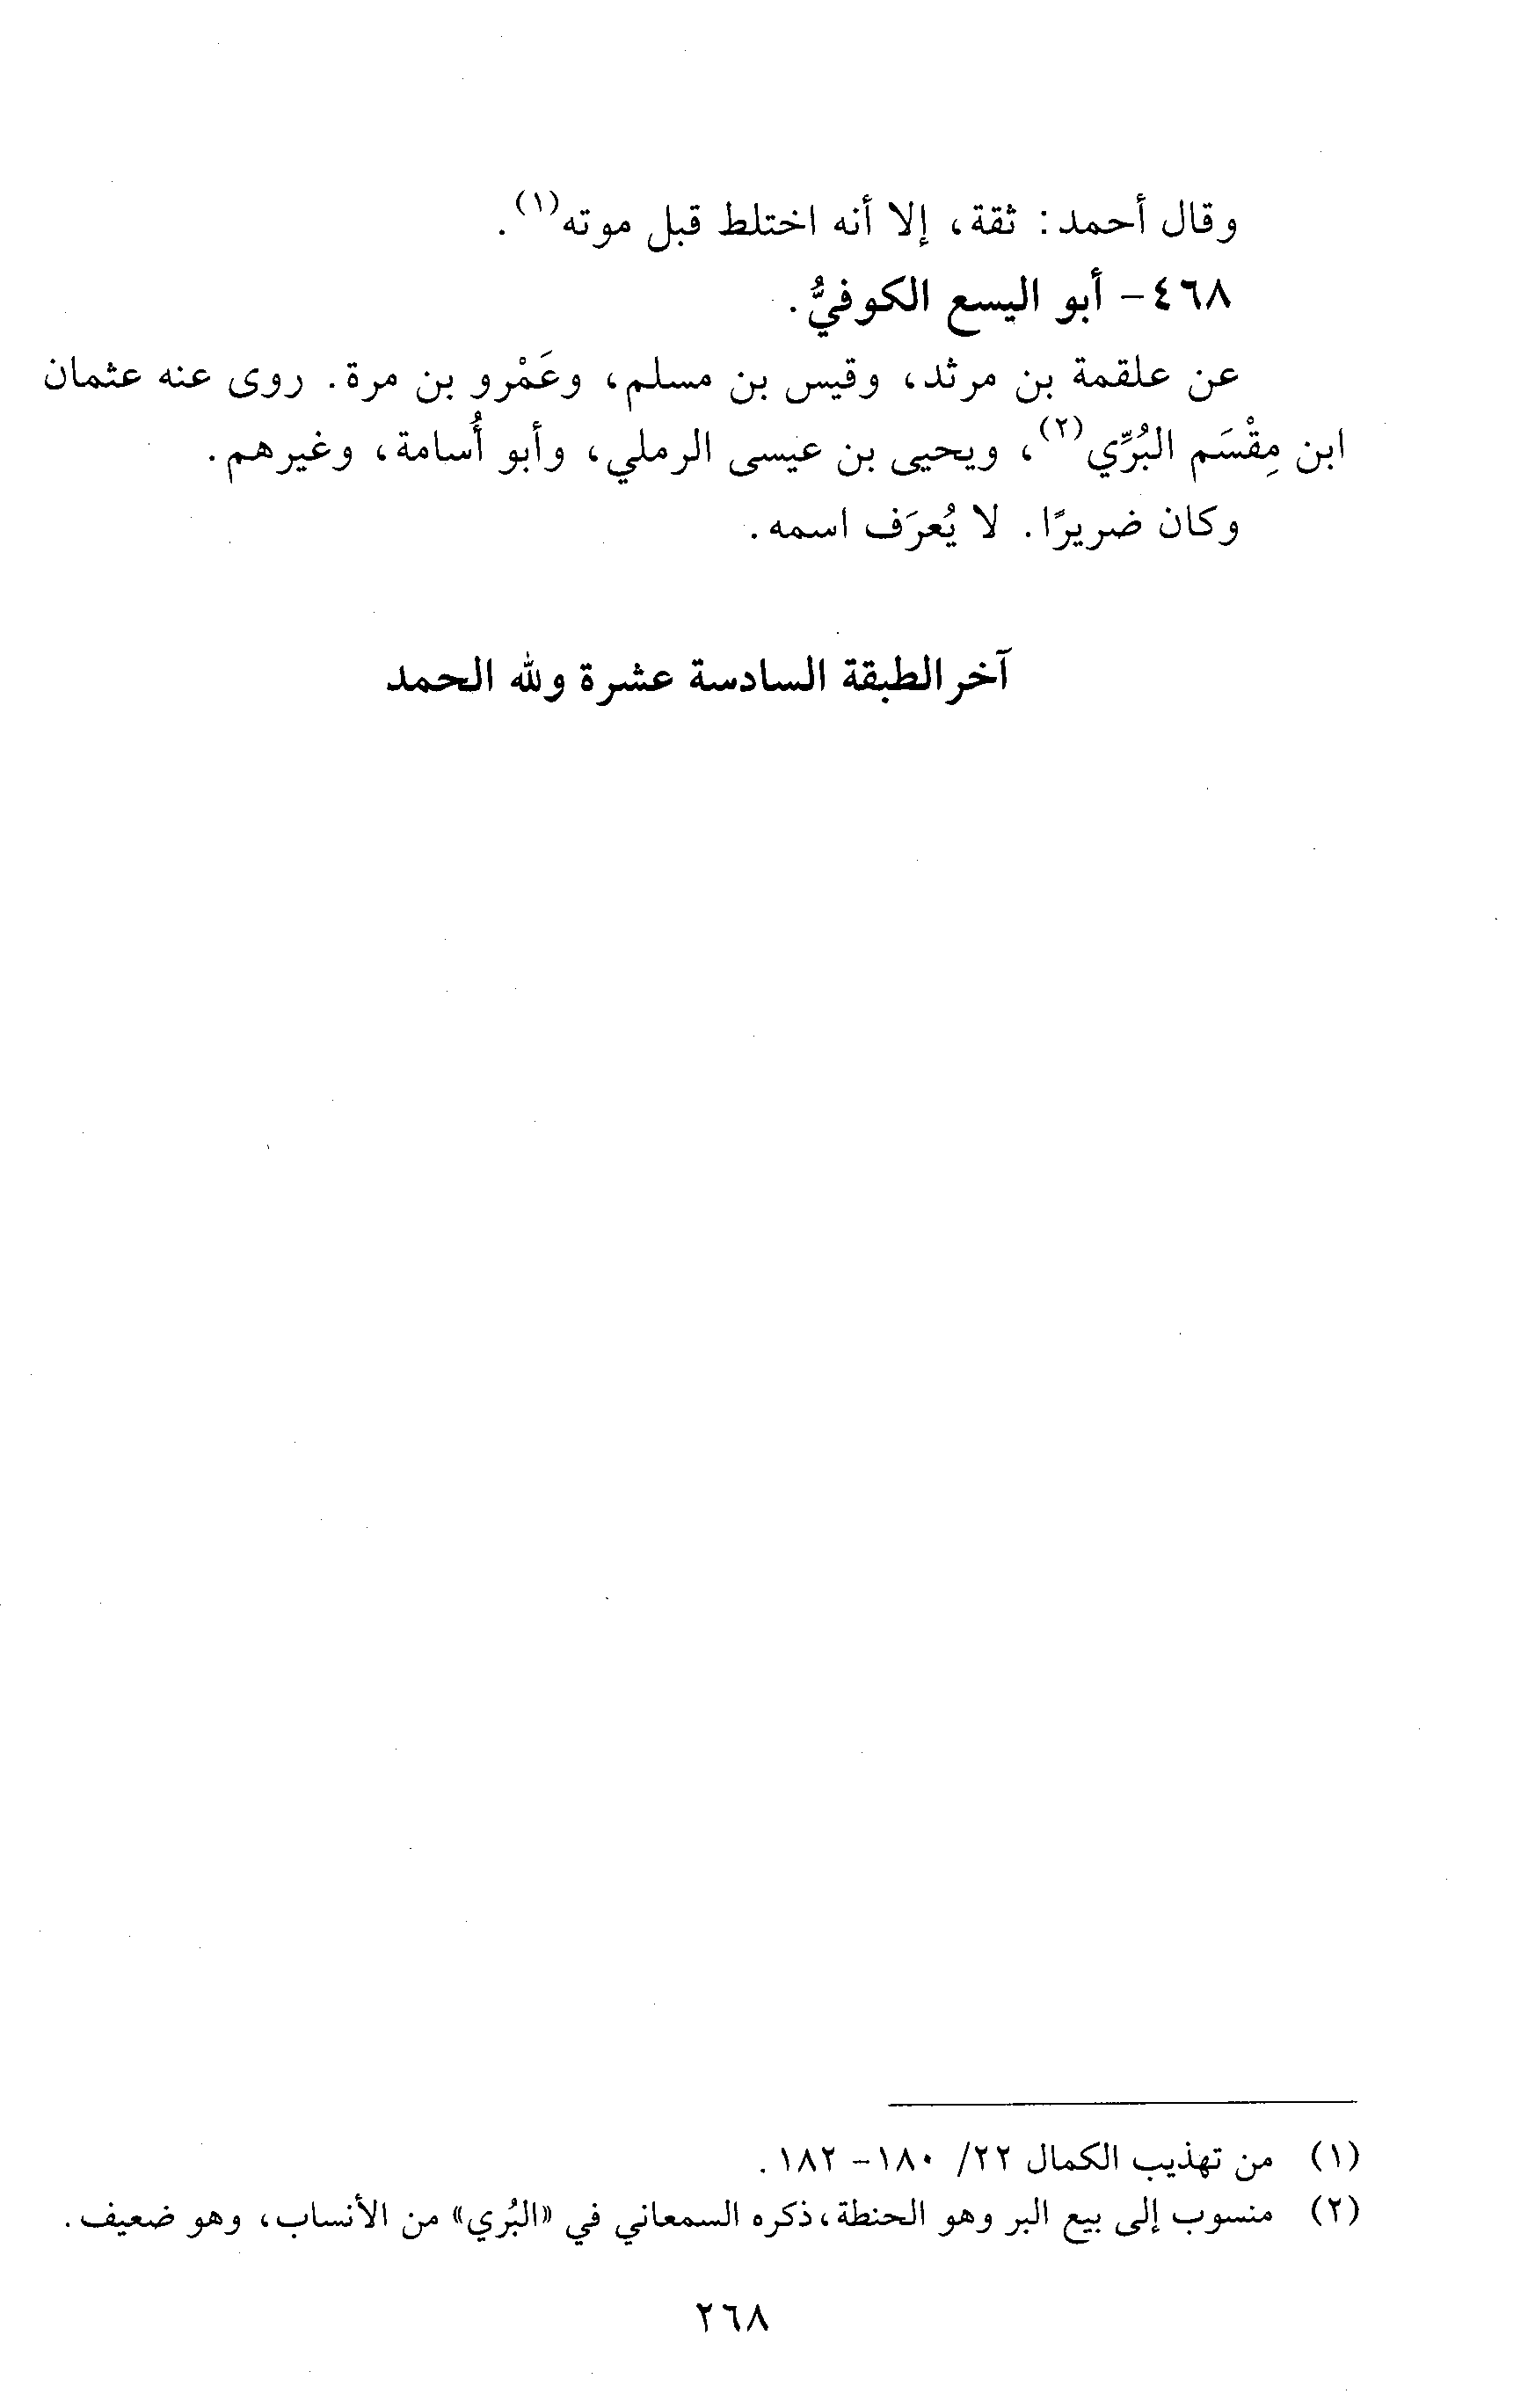 وقال أحمد: ثقة، إلا أنه اختلط قبل موته(١).
٤٦٨- أبو اليسع الكوفيُّ.
عن علقمة بن مرثد، وقيس بن مسلم، وعَمْرو بن مرة. روى عنه عثمان
ابن مِقْسَم البُرِّي(٢)، ويحيى بن عيسى الرملي، وأبو أُسامة، وغيرهم.
وكان ضريرًا. لا يُعرَف اسمه.
آخر الطبقة السادسة عشرة ولله الحمد
(١) من تهذيب الكمال ٢٢/ ١٨٠- ١٨٢.
(٢) منسوب إلى بيع البر وهو الحنطة، ذكره السمعاني في «البُري» من الأنساب، وهو ضعيف.
٢٦٨